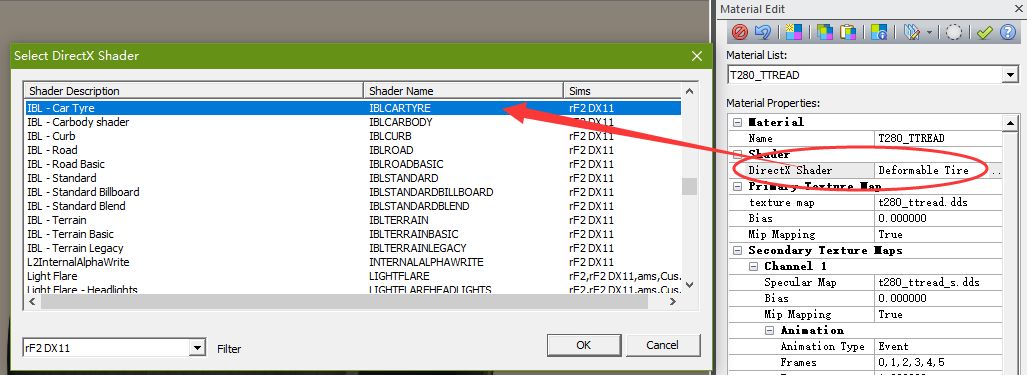 Select DirectX Shader
Shader Description Shader Name Sims
IBL - Car Tyre IBLCARTYRE rF2 DX11
IBL - Carbody shader IBLCARBODY rF2 DX11
IBL - Curb IBLCURB rF2 DX11
IBL - Road IBLROAD rF2 DX11
IBL - Road Basic IBLROADBASIC rF2 DX11
IBL - Standard IBLSTANDARD rF2 DX11
IBL - Standard Billboard IBLSTANDARDBILLBOARD rF2 DX11
IBL - Standard Blend IBLSTANDARDBLEND rF2 DX11
IBL - Terrain IBLTERRAIN rF2 DX11
IBL - Terrain Basic IBLTERRAINBASIC rF2 DX11
IBL - Terrain Legacy IBLTERRAINLEGACY rF2 DX11
L2InternalAlphaWrite INTERNALALPHAWRITE rF2 DX11
Light Flare LIGHTFLARE rF2,rF2 DX11,ams,Cus.
Light Flare - Headlights LIGHTFLAREHEADLIGHTS rF2,rF2 DX11,ams,Cus.
rF2 DX11 Filter OK Cancel
Material Edit
Material List:
T280_TTREAD
Material Properties:
Material
Name T280_TTREAD
Shader
DirectX Shader Deformable Tire ..
Primary Texture Map
texture map t280_ttread.dds
Bias 0.000000
Mip Mapping True
Secondary Texture Maps
Channel 1
Specular Map t280_ttread_s.dds
Bias 0.000000
Mip Mapping True
Animation
Animation Type Event
Frames 0,1,2,3,4,5